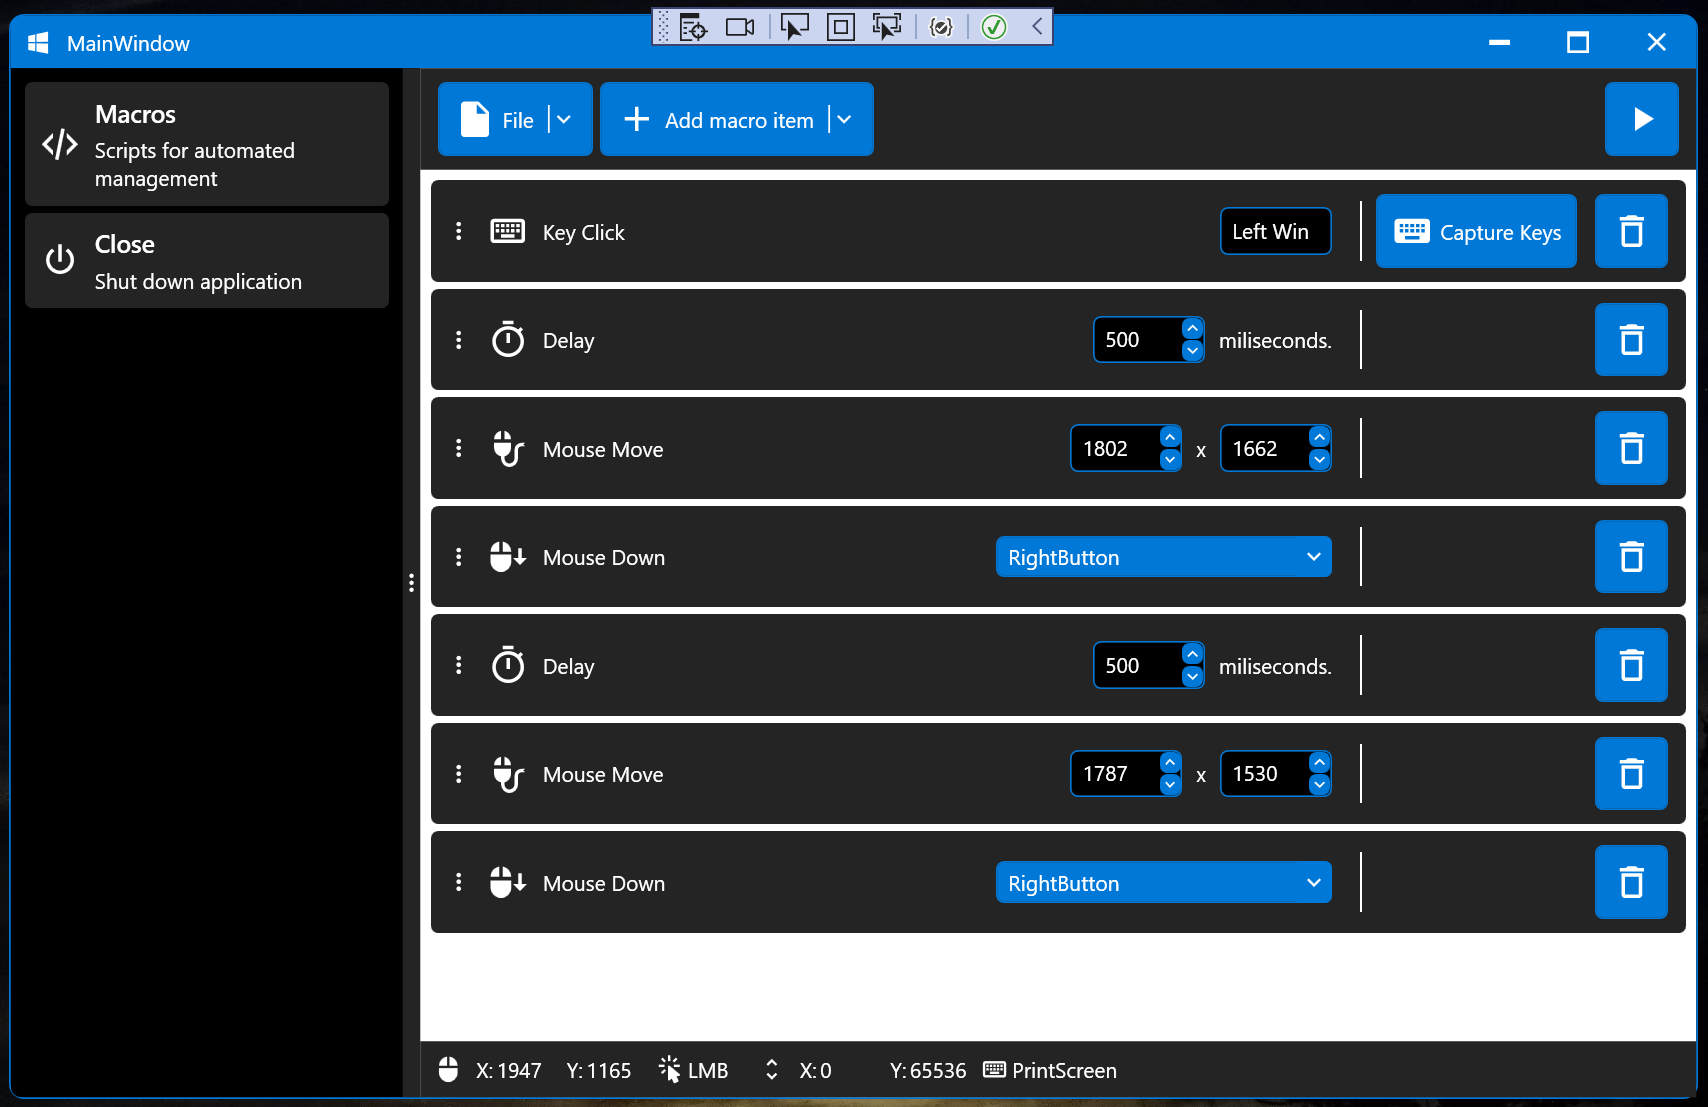 MainWindow
Macros
Scripts for automated
management
Close
Shut down application
File
Add macro item
Key Click
Left Win
Capture Keys
Delay
500
miliseconds.
Mouse Move
1802
x
1662
Mouse Down
RightButton
Delay
500
miliseconds.
Mouse Move
1787
x
1530
Mouse Down
RightButton
X: 1947 Y: 1165 LMB X: 0 Y: 65536 PrintScreen